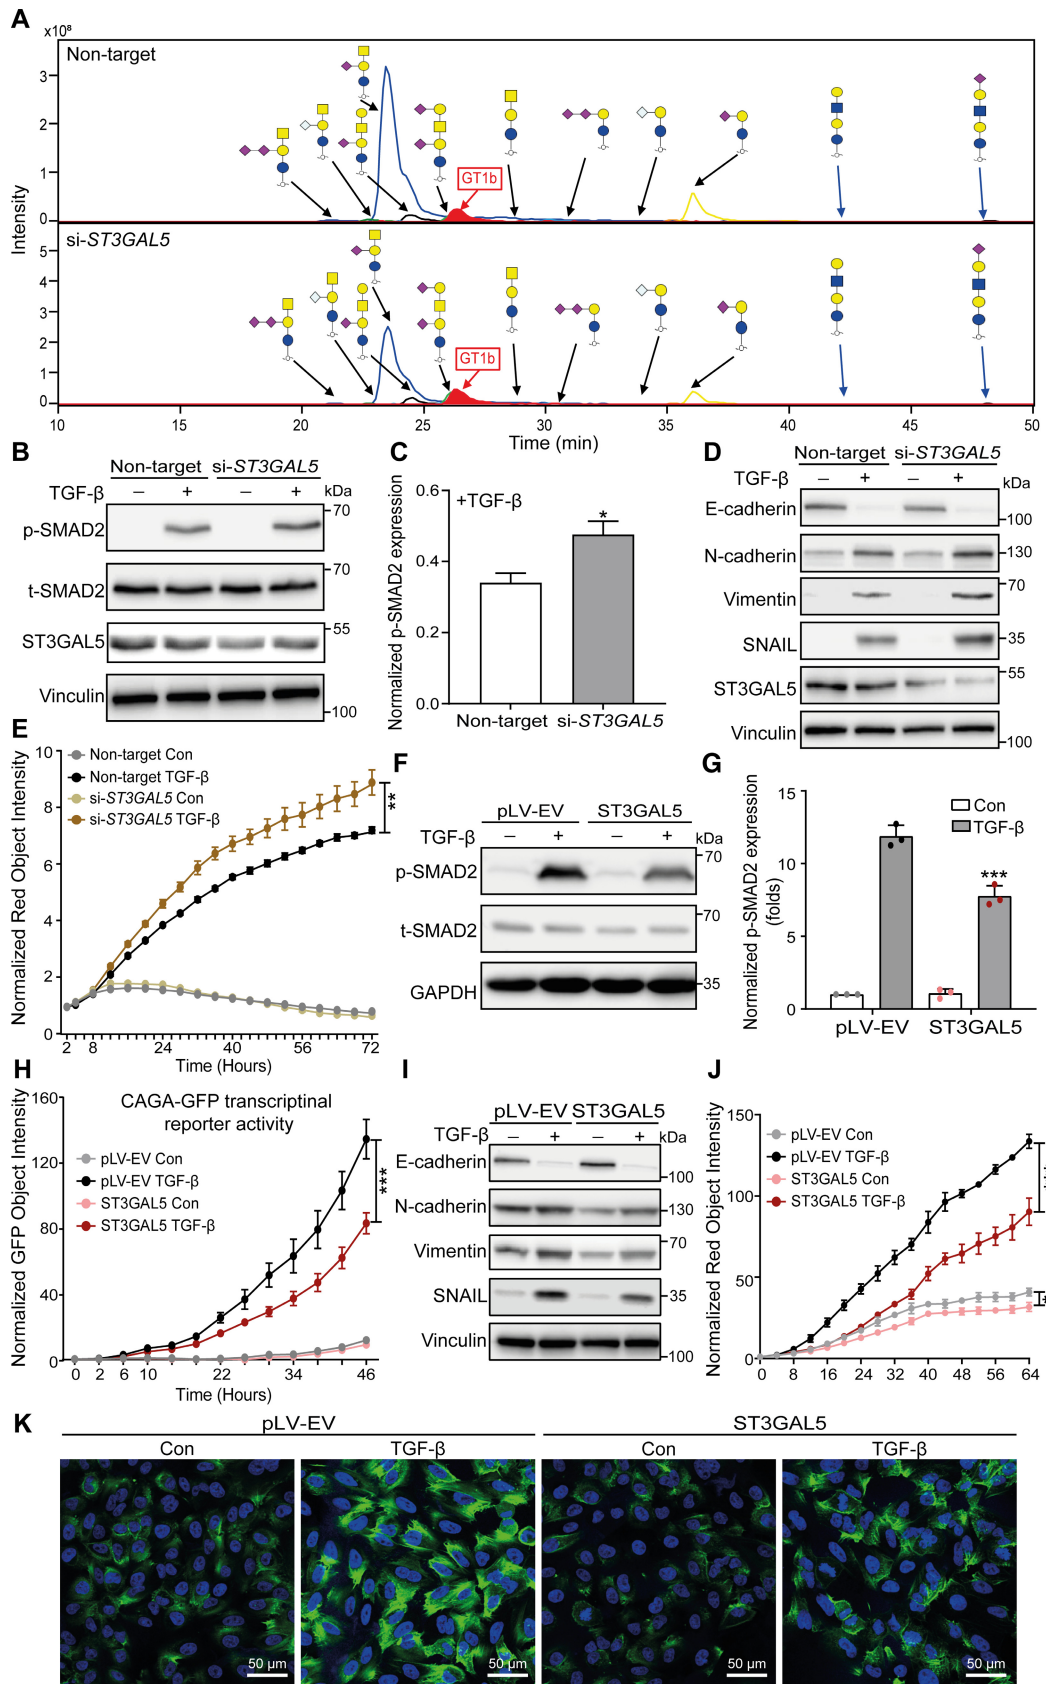 A
x10⁸
Non-target
3
2
1
0
GT1b
Intensity
si-ST3GAL5
5
4
3
2
1
0
GT1b
10 15 20 25 30 35 40 45 50
Time (min)
B
Non-target si-ST3GAL5
TGF-β – + – + kDa
p-SMAD2 70
t-SMAD2 70
ST3GAL5 55
Vinculin 100
C
Normalized p-SMAD2 expression
0.6
0.4
0.2
0.0
+TGF-β
*
Non-target si-ST3GAL5
D
Non-target si-ST3GAL5
TGF-β – + – + kDa
E-cadherin 100
N-cadherin 130
Vimentin 70
SNAIL 35
ST3GAL5 55
Vinculin 100
E
Normalized Red Object Intensity
10
8
6
4
2
0
Non-target Con
Non-target TGF-β
si-ST3GAL5 Con
si-ST3GAL5 TGF-β
**
2 8 24 40 56 72
Time (Hours)
F
pLV-EV ST3GAL5
TGF-β – + – + kDa
p-SMAD2 70
t-SMAD2 70
GAPDH 35
G
Normalized p-SMAD2 expression
(folds)
15
10
5
0
Con
TGF-β
***
pLV-EV ST3GAL5
H
Normalized GFP Object Intensity
160
120
80
40
0
CAGA-GFP transcriptinal
reporter activity
pLV-EV Con
pLV-EV TGF-β
ST3GAL5 Con
ST3GAL5 TGF-β
***
0 2 6 10 22 34 46
Time (Hours)
I
pLV-EV ST3GAL5
TGF-β – + – + kDa
E-cadherin 100
N-cadherin 130
Vimentin 70
SNAIL 35
Vinculin 100
J
Normalized Red Object Intensity
150
100
50
0
pLV-EV Con
pLV-EV TGF-β
ST3GAL5 Con
ST3GAL5 TGF-β
0 8 16 24 32 40 48 56 64
Time (Hours)
K
pLV-EV ST3GAL5
Con TGF-β Con TGF-β
50 µm 50 µm 50 µm 50 µm